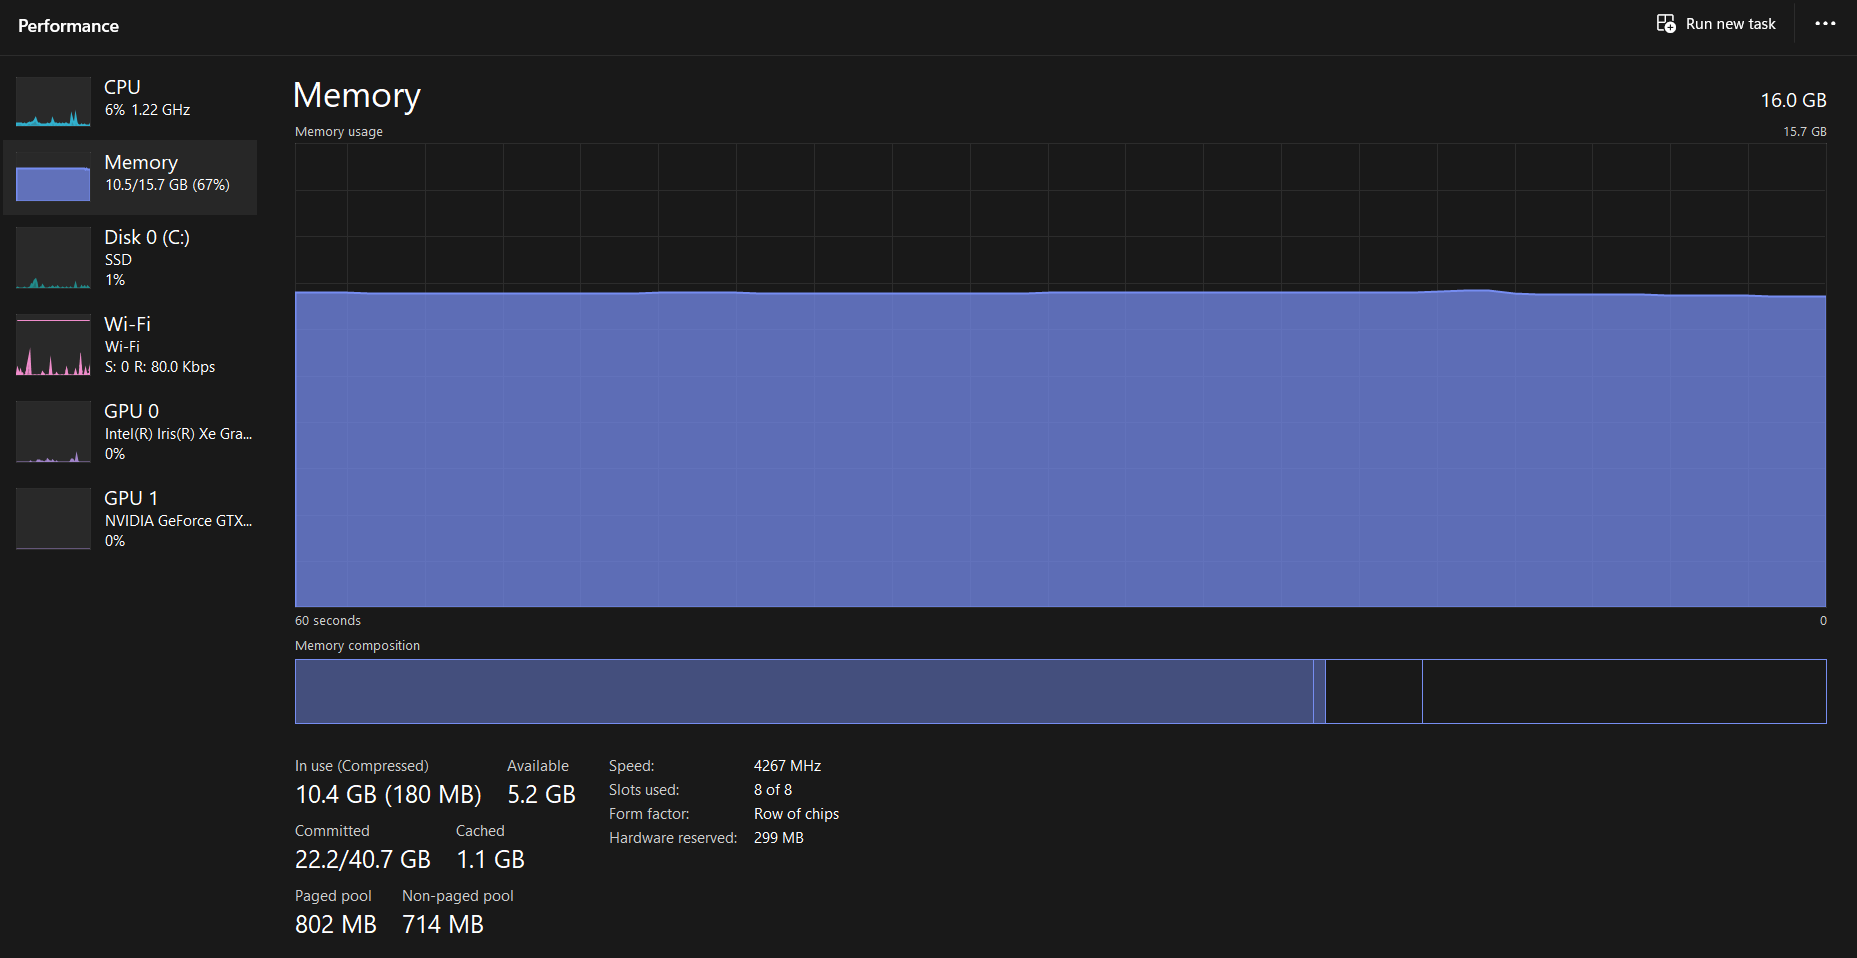 Performance
Run new task
CPU
6% 1.22 GHz
Memory
10.5/15.7 GB (67%)
Disk 0 (C:)
SSD
1%
Wi-Fi
Wi-Fi
S: 0 R: 80.0 Kbps
GPU 0
Intel(R) Iris(R) Xe Gra...
0%
GPU 1
NVIDIA GeForce GTX...
0%
Memory
16.0 GB
Memory usage
15.7 GB
60 seconds
0
Memory composition
In use (Compressed)
10.4 GB (180 MB)
Available
5.2 GB
Committed
22.2/40.7 GB
Cached
1.1 GB
Paged pool
802 MB
Non-paged pool
714 MB
Speed: 4267 MHz
Slots used: 8 of 8
Form factor: Row of chips
Hardware reserved: 299 MB